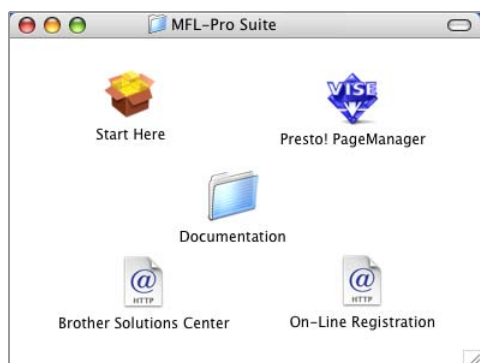 MFL-Pro Suite
VISE
Start Here
Presto! PageManager
Documentation
@
HTTP
@
HTTP
Brother Solutions Center
On-Line Registration